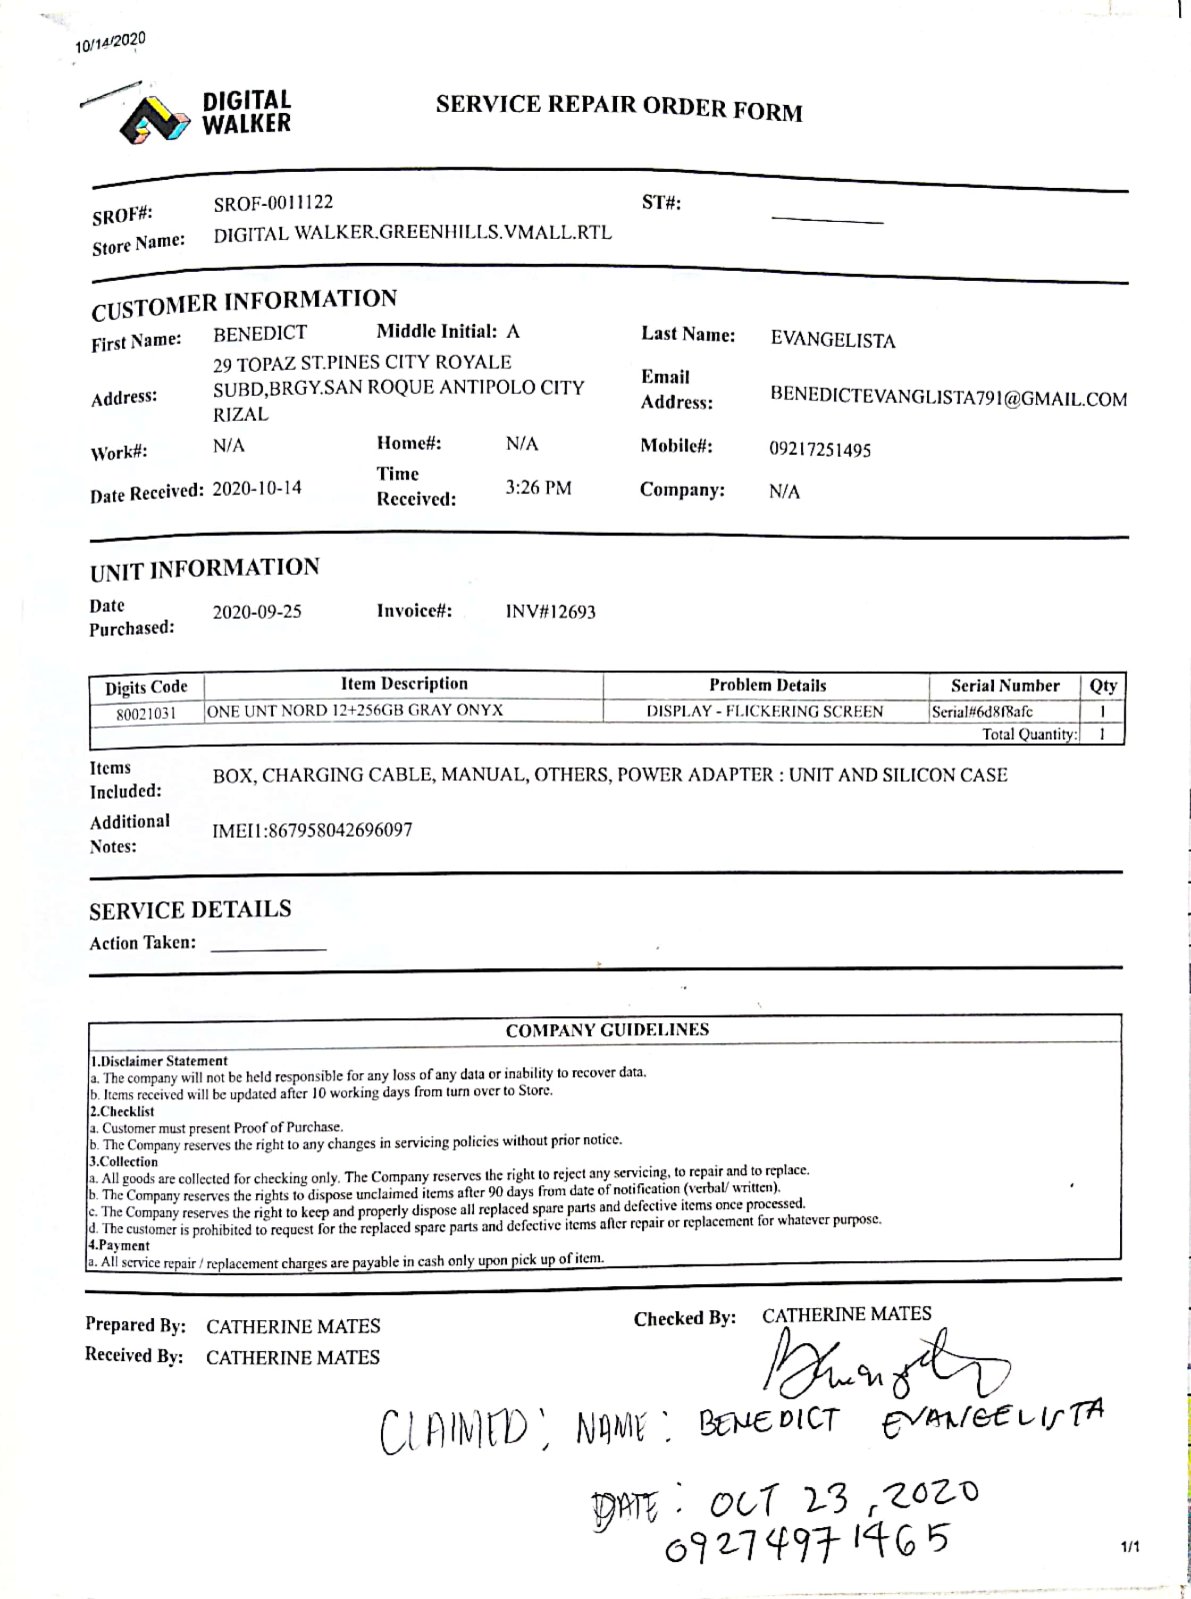 10/14/2020
DIGITAL
WALKER
SERVICE REPAIR ORDER FORM
SROF#: SROF-0011122 ST#:
Store Name: DIGITAL WALKER.GREENHILLS.VMALL.RTL
CUSTOMER INFORMATION
First Name: BENEDICT Middle Initial: A Last Name: EVANGELISTA
Address: 29 TOPAZ ST.PINES CITY ROYALE
SUBD,BRGY.SAN ROQUE ANTIPOLO CITY
RIZAL
Email
Address: BENEDICTEVANGLISTA791@GMAIL.COM
Work#: N/A Home#: N/A Mobile#: 09217251495
Date Received: 2020-10-14 Time
Received: 3:26 PM Company: N/A
UNIT INFORMATION
Date
Purchased: 2020-09-25 Invoice#: INV#12693
Digits Code Item Description Problem Details Serial Number Qty
80021031 ONE UNT NORD 12+256GB GRAY ONYX DISPLAY - FLICKERING SCREEN Serial#6d8f8afc 1
Total Quantity: 1
Items
Included: BOX, CHARGING CABLE, MANUAL, OTHERS, POWER ADAPTER : UNIT AND SILICON CASE
Additional
Notes: IMEI1:867958042696097
SERVICE DETAILS
Action Taken:
COMPANY GUIDELINES
1.Disclaimer Statement
a. The company will not be held responsible for any loss of any data or inability to recover data.
b. Items received will be updated after 10 working days from turn over to Store.
2.Checklist
a. Customer must present Proof of Purchase.
b. The Company reserves the right to any changes in servicing policies without prior notice.
3.Collection
a. All goods are collected for checking only. The Company reserves the right to reject any servicing, to repair and to replace.
b. The Company reserves the rights to dispose unclaimed items after 90 days from date of notification (verbal/ written).
c. The Company reserves the right to keep and properly dispose all replaced spare parts and defective items once processed.
d. The customer is prohibited to request for the replaced spare parts and defective items after repair or replacement for whatever purpose.
4.Payment
a. All service repair / replacement charges are payable in cash only upon pick up of item.
Prepared By: CATHERINE MATES Checked By: CATHERINE MATES
Received By: CATHERINE MATES
CLAIMED: NAME: BENEDICT EVANGELISTA
DATE: OCT 23, 2020
09274971465
1/1